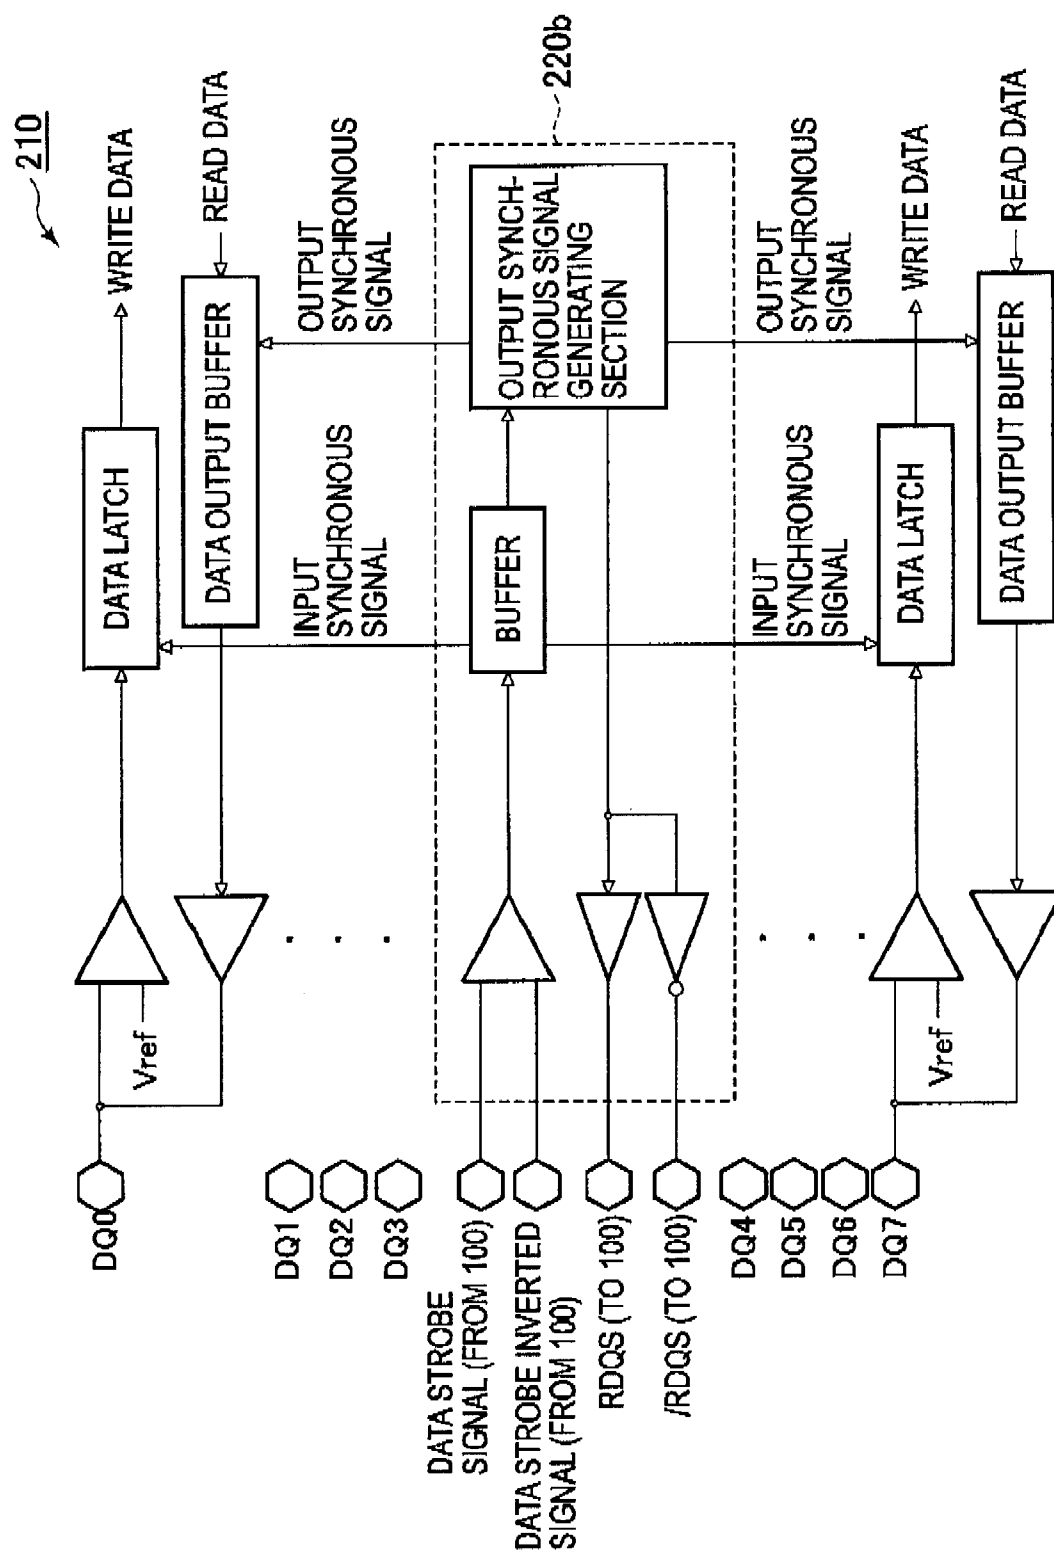 210
DQ0
Vref
DATA LATCH
WRITE DATA
DATA OUTPUT BUFFER
READ DATA
DQ1
DQ2
DQ3
INPUT
SYNCHRONOUS
SIGNAL
OUTPUT
SYNCHRONOUS
SIGNAL
220b
DATA STROBE
SIGNAL (FROM 100)
DATA STROBE INVERTED
SIGNAL (FROM 100)
BUFFER
OUTPUT SYNCH-
RONOUS SIGNAL
GENERATING
SECTION
RDQS (TO 100)
/RDQS (TO 100)
DQ4
DQ5
DQ6
DQ7
INPUT
SYNCHRONOUS
SIGNAL
OUTPUT
SYNCHRONOUS
SIGNAL
Vref
DATA LATCH
WRITE DATA
DATA OUTPUT BUFFER
READ DATA